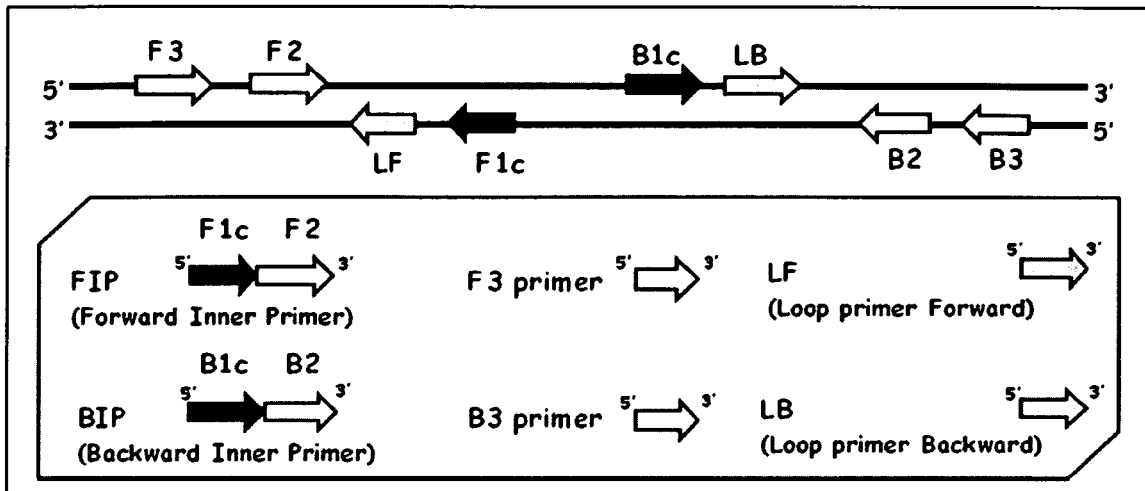 F3 F2 B1c LB
5' 3'
3' 5'
LF F1c B2 B3
F1c F2
5' 3'
FIP
(Forward Inner Primer)
F3 primer 5' 3'
LF 5' 3'
(Loop primer Forward)
B1c B2
5' 3'
BIP
(Backward Inner Primer)
B3 primer 5' 3'
LB 5' 3'
(Loop primer Backward)